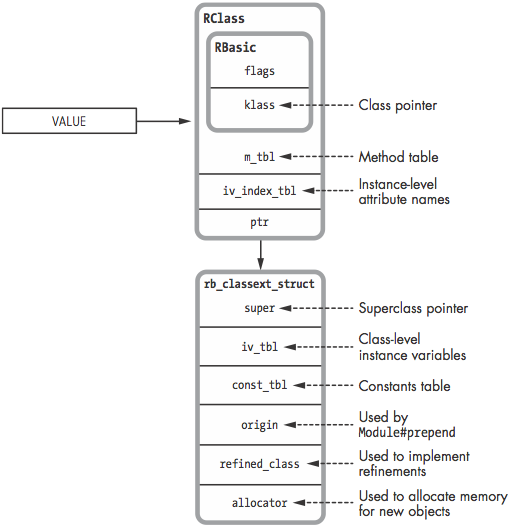 RClass
RBasic
flags
klass
Class pointer
VALUE
m_tbl
Method table
iv_index_tbl
Instance-level
attribute names
ptr
rb_classext_struct
super
Superclass pointer
iv_tbl
Class-level
instance variables
const_tbl
Constants table
origin
Used by
Module#prepend
refined_class
Used to implement
refinements
allocator
Used to allocate memory
for new objects